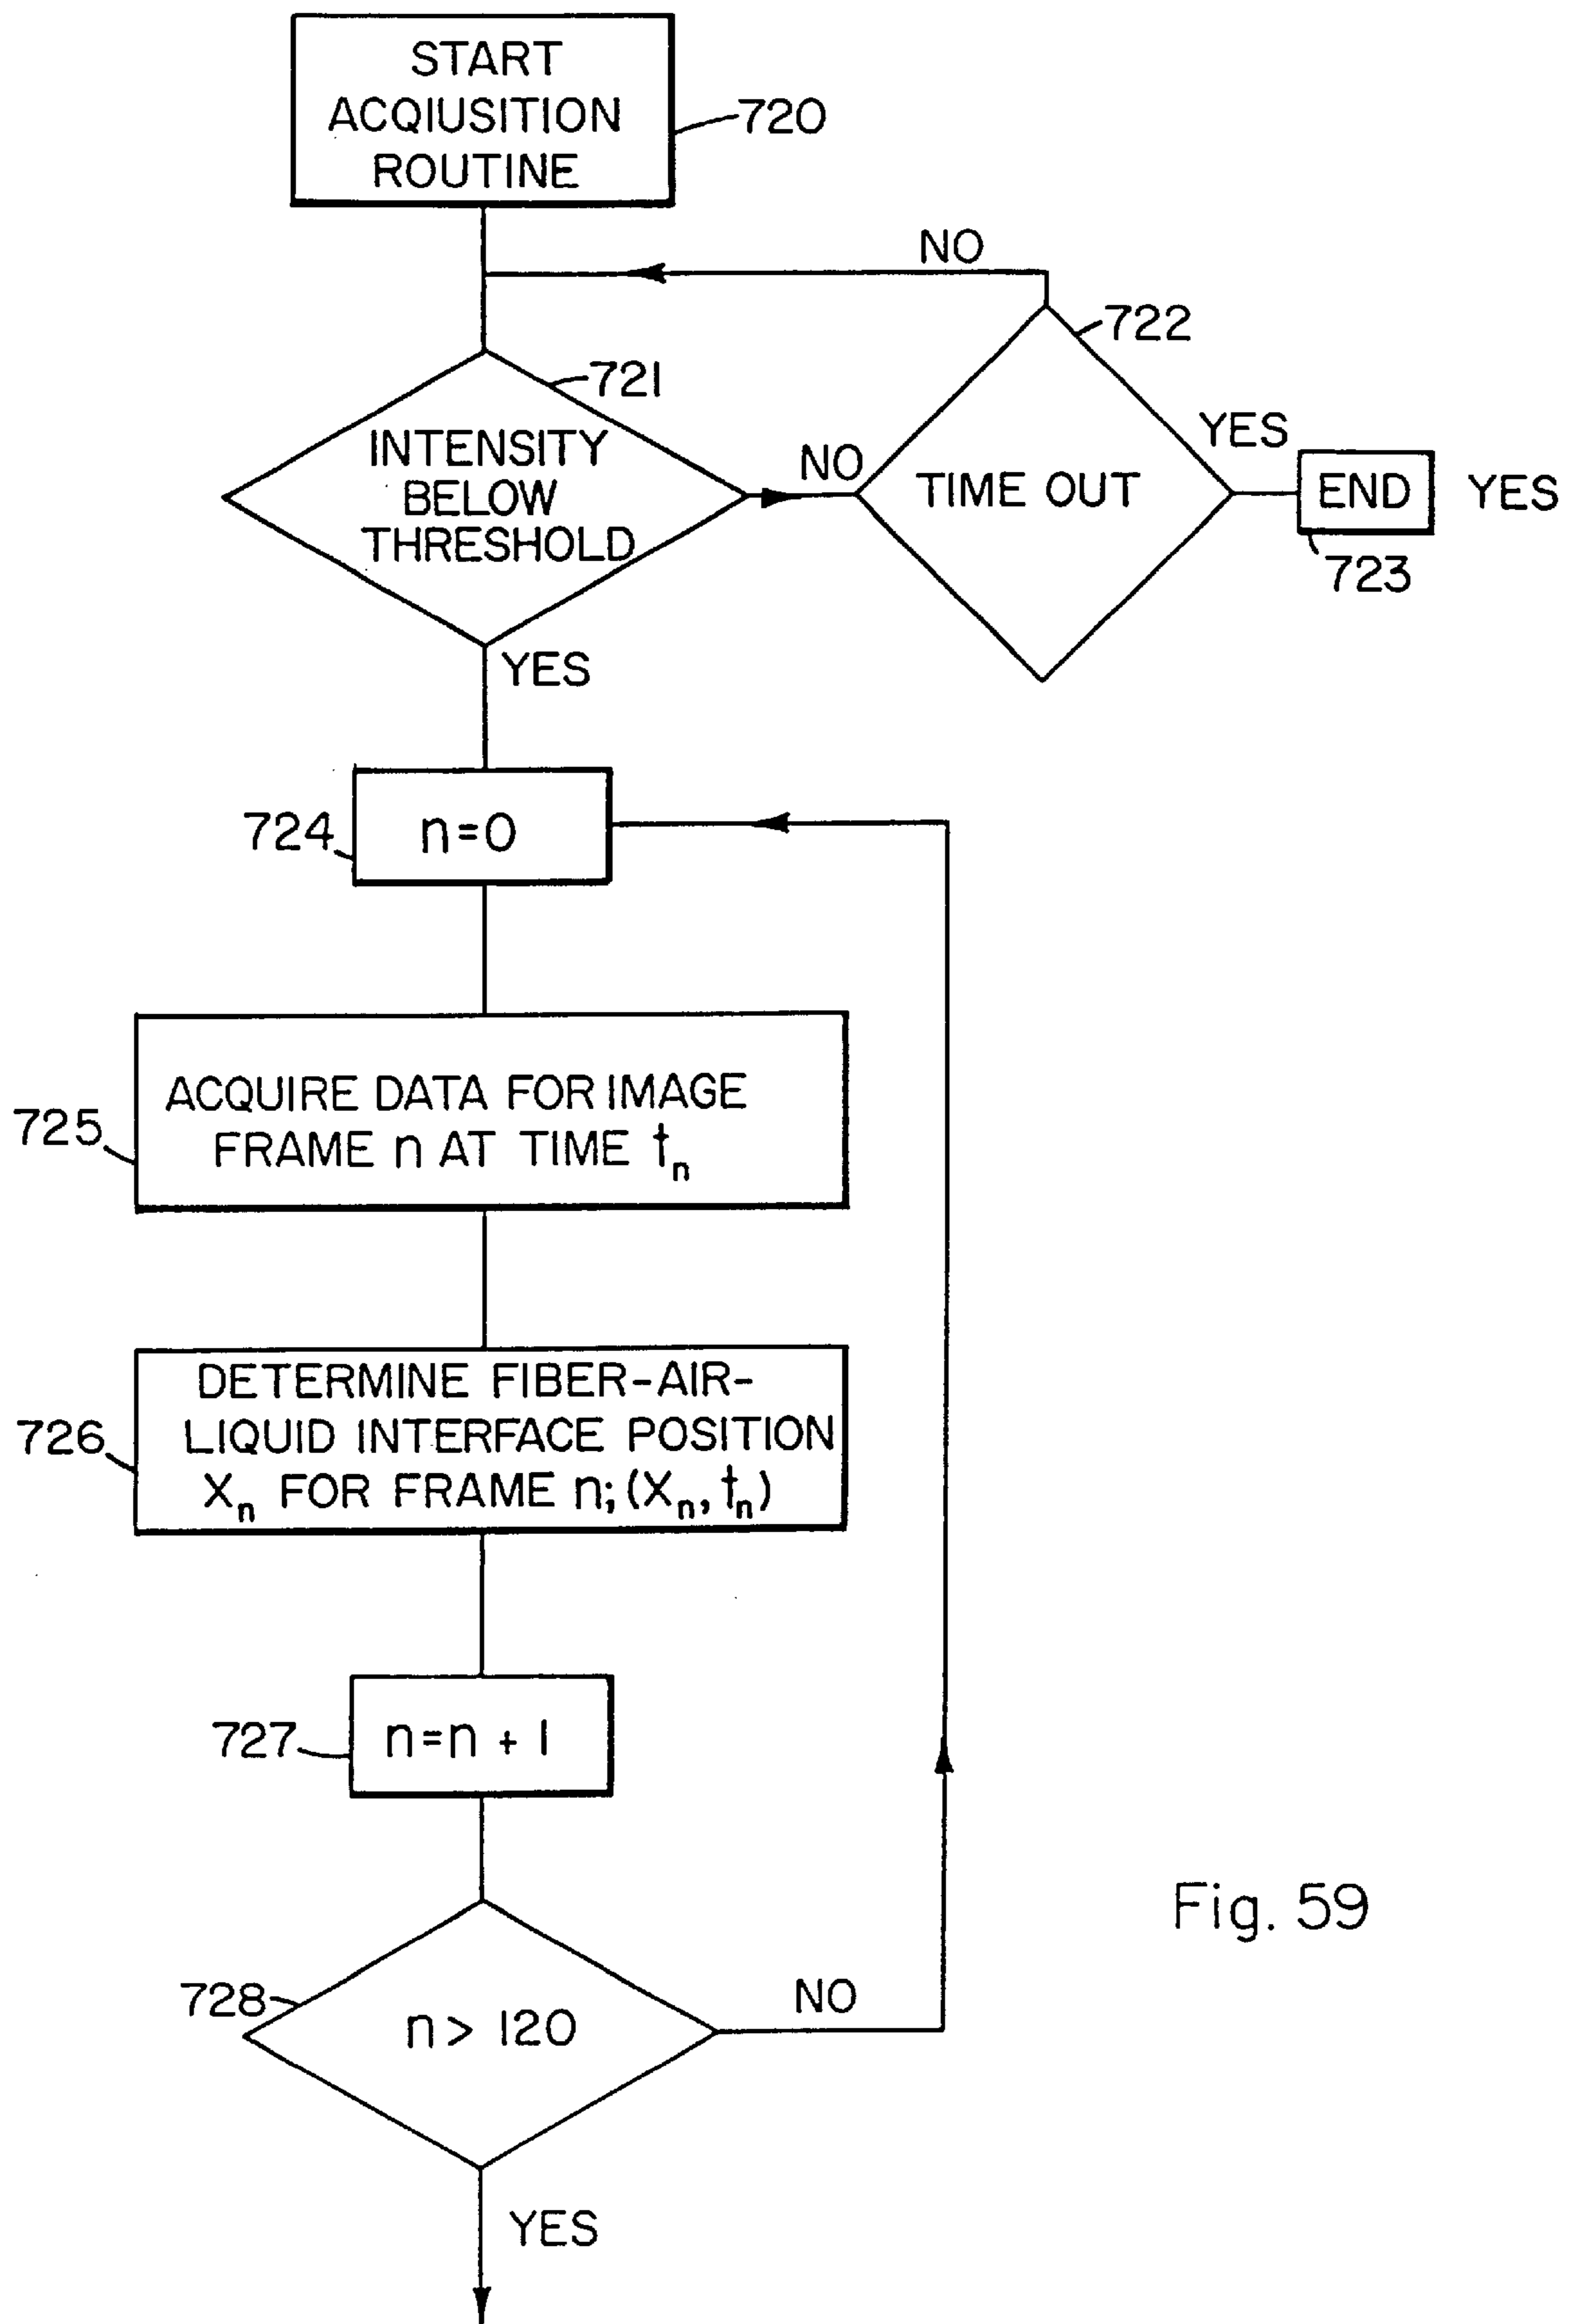 START
ACQIUSITION
ROUTINE
720
NO
722
721
INTENSITY
BELOW
THRESHOLD
NO
TIME OUT
YES
END
YES
723
YES
724
n=0
725
ACQUIRE DATA FOR IMAGE
FRAME n AT TIME tn
726
DETERMINE FIBER-AIR-
LIQUID INTERFACE POSITION
Xn FOR FRAME n; (Xn, tn)
727
n=n + 1
728
n > 120
NO
YES
Fig. 59